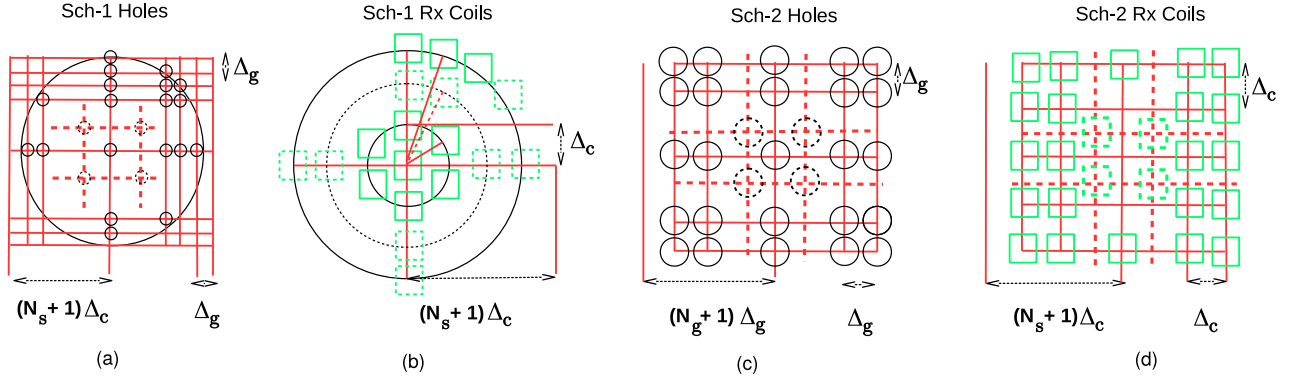 Sch-1 Holes
Sch-1 Rx Coils
Sch-2 Holes
Sch-2 Rx Coils
Δg
Δc
Δg
Δc
(Ns+ 1) Δc
Δg
(Ns+ 1) Δc
(Ng+ 1) Δg
Δg
(Ns+ 1) Δc
Δc
(a)
(b)
(c)
(d)